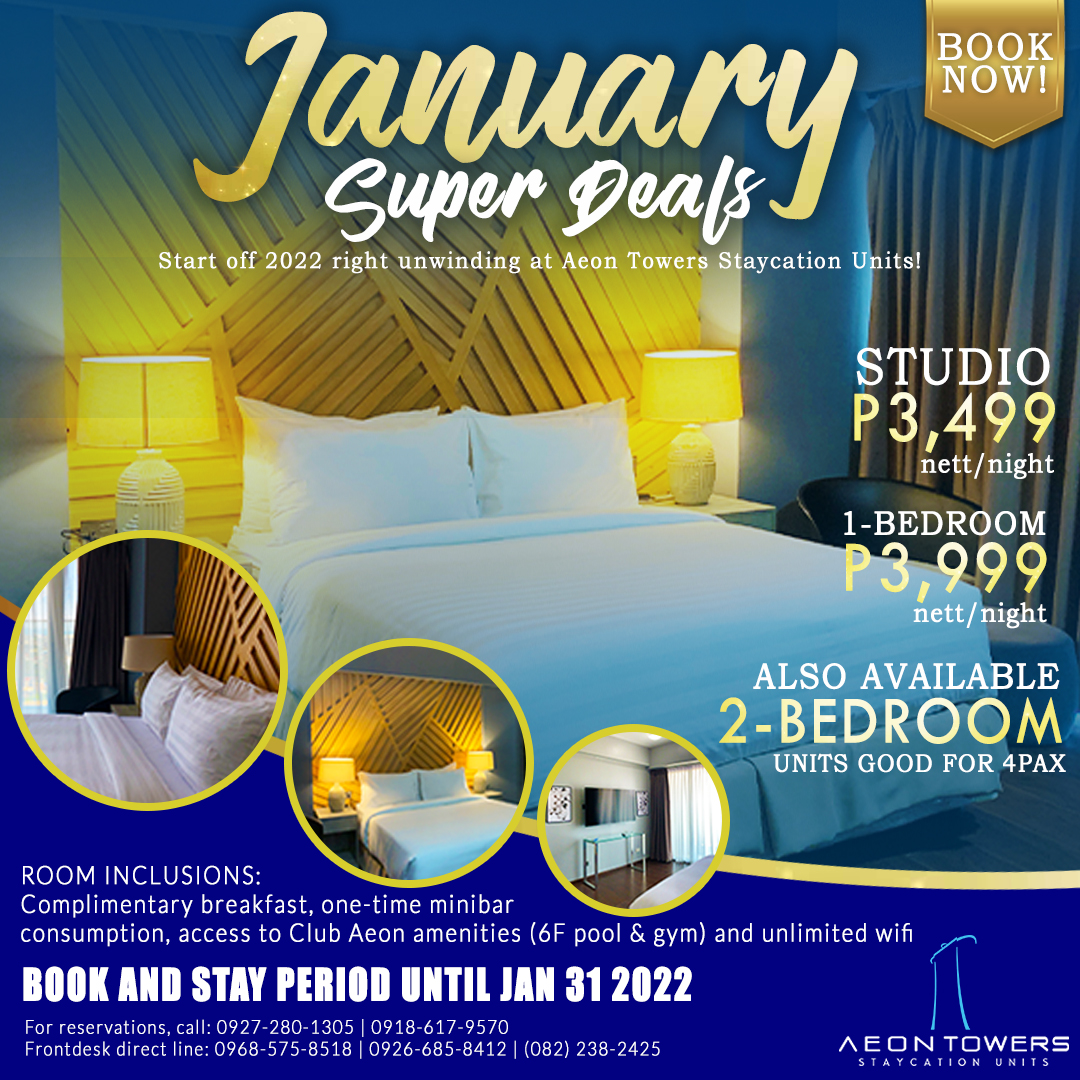 January
BOOK
NOW!
Super Deals
Start off 2022 right unwinding at Aeon Towers Staycation Units!
STUDIO
P3,499
nett/night
1-BEDROOM
P3,999
nett/night
ALSO AVAILABLE
2-BEDROOM
UNITS GOOD FOR 4PAX
ROOM INCLUSIONS:
Complimentary breakfast, one-time minibar
consumption, access to Club Aeon amenities (6F pool & gym) and unlimited wifi
BOOK AND STAY PERIOD UNTIL JAN 31 2022
For reservations, call: 0927-280-1305 | 0918-617-9570
Frontdesk direct line: 0968-575-8518 | 0926-685-8412 | (082) 238-2425
AEON TOWERS
STAYCATION UNITS